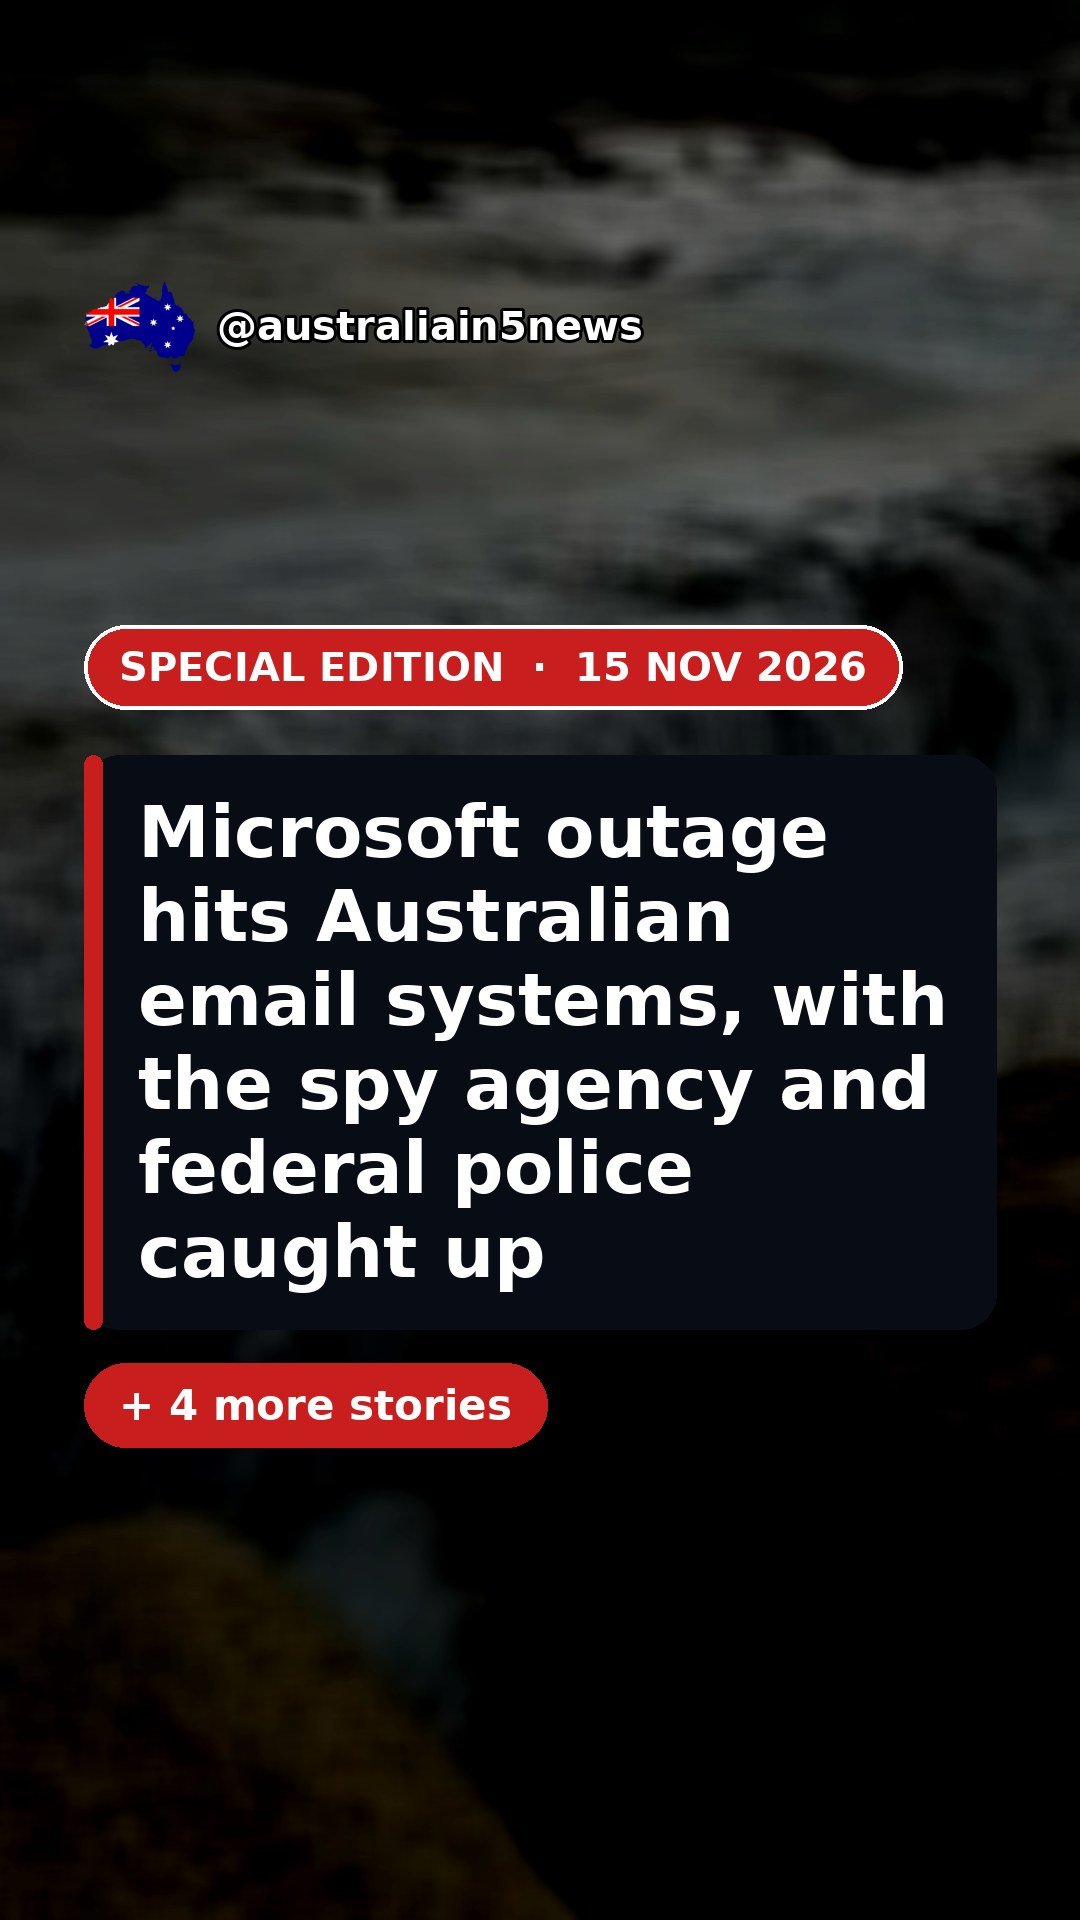 @australiain5news
SPECIAL EDITION · 15 NOV 2026
Microsoft outage
hits Australian
email systems, with
the spy agency and
federal police
caught up
+ 4 more stories